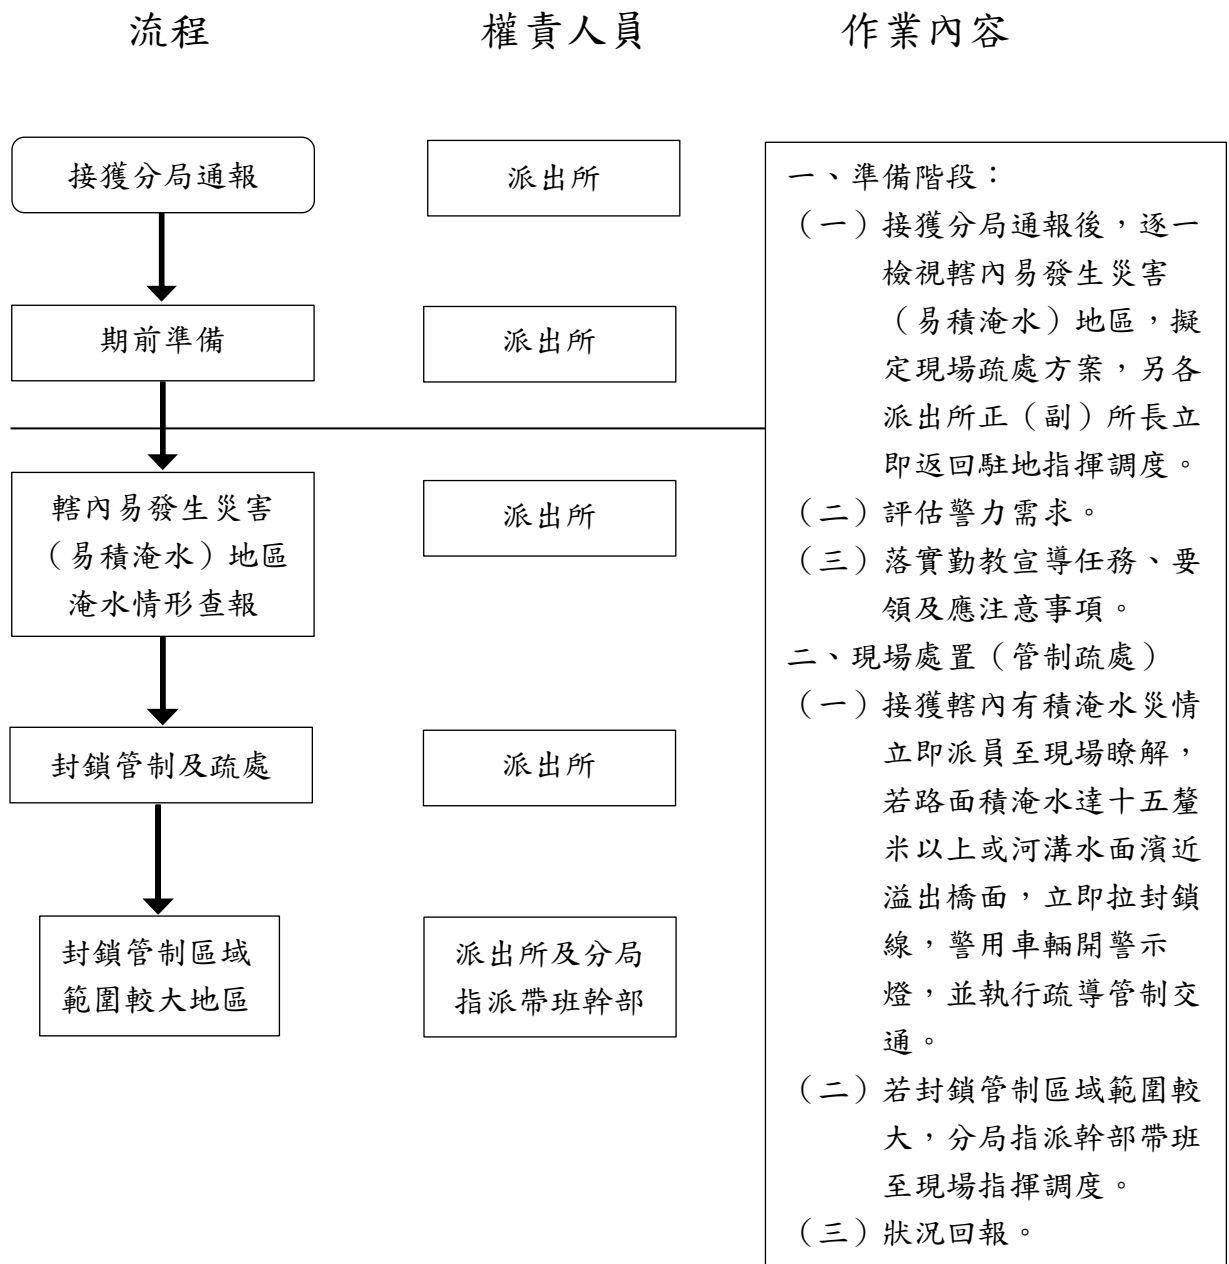 流程 權責人員 作業內容
接獲分局通報
派出所
期前準備
派出所
轄內易發生災害
（易積淹水）地區
淹水情形查報
派出所
封鎖管制及疏處
派出所
封鎖管制區域
範圍較大地區
派出所及分局
指派帶班幹部
一、準備階段：
（一）接獲分局通報後，逐一
檢視轄內易發生災害
（易積淹水）地區，擬
定現場疏處方案，另各
派出所正（副）所長立
即返回駐地指揮調度。
（二）評估警力需求。
（三）落實勤教宣導任務、要
領及應注意事項。
二、現場處置（管制疏處）
（一）接獲轄內有積淹水災情
立即派員至現場瞭解，
若路面積淹水達十五釐
米以上或河溝水面濱近
溢出橋面，立即拉封鎖
線，警用車輛開警示
燈，並執行疏導管制交
通。
（二）若封鎖管制區域範圍較
大，分局指派幹部帶班
至現場指揮調度。
（三）狀況回報。